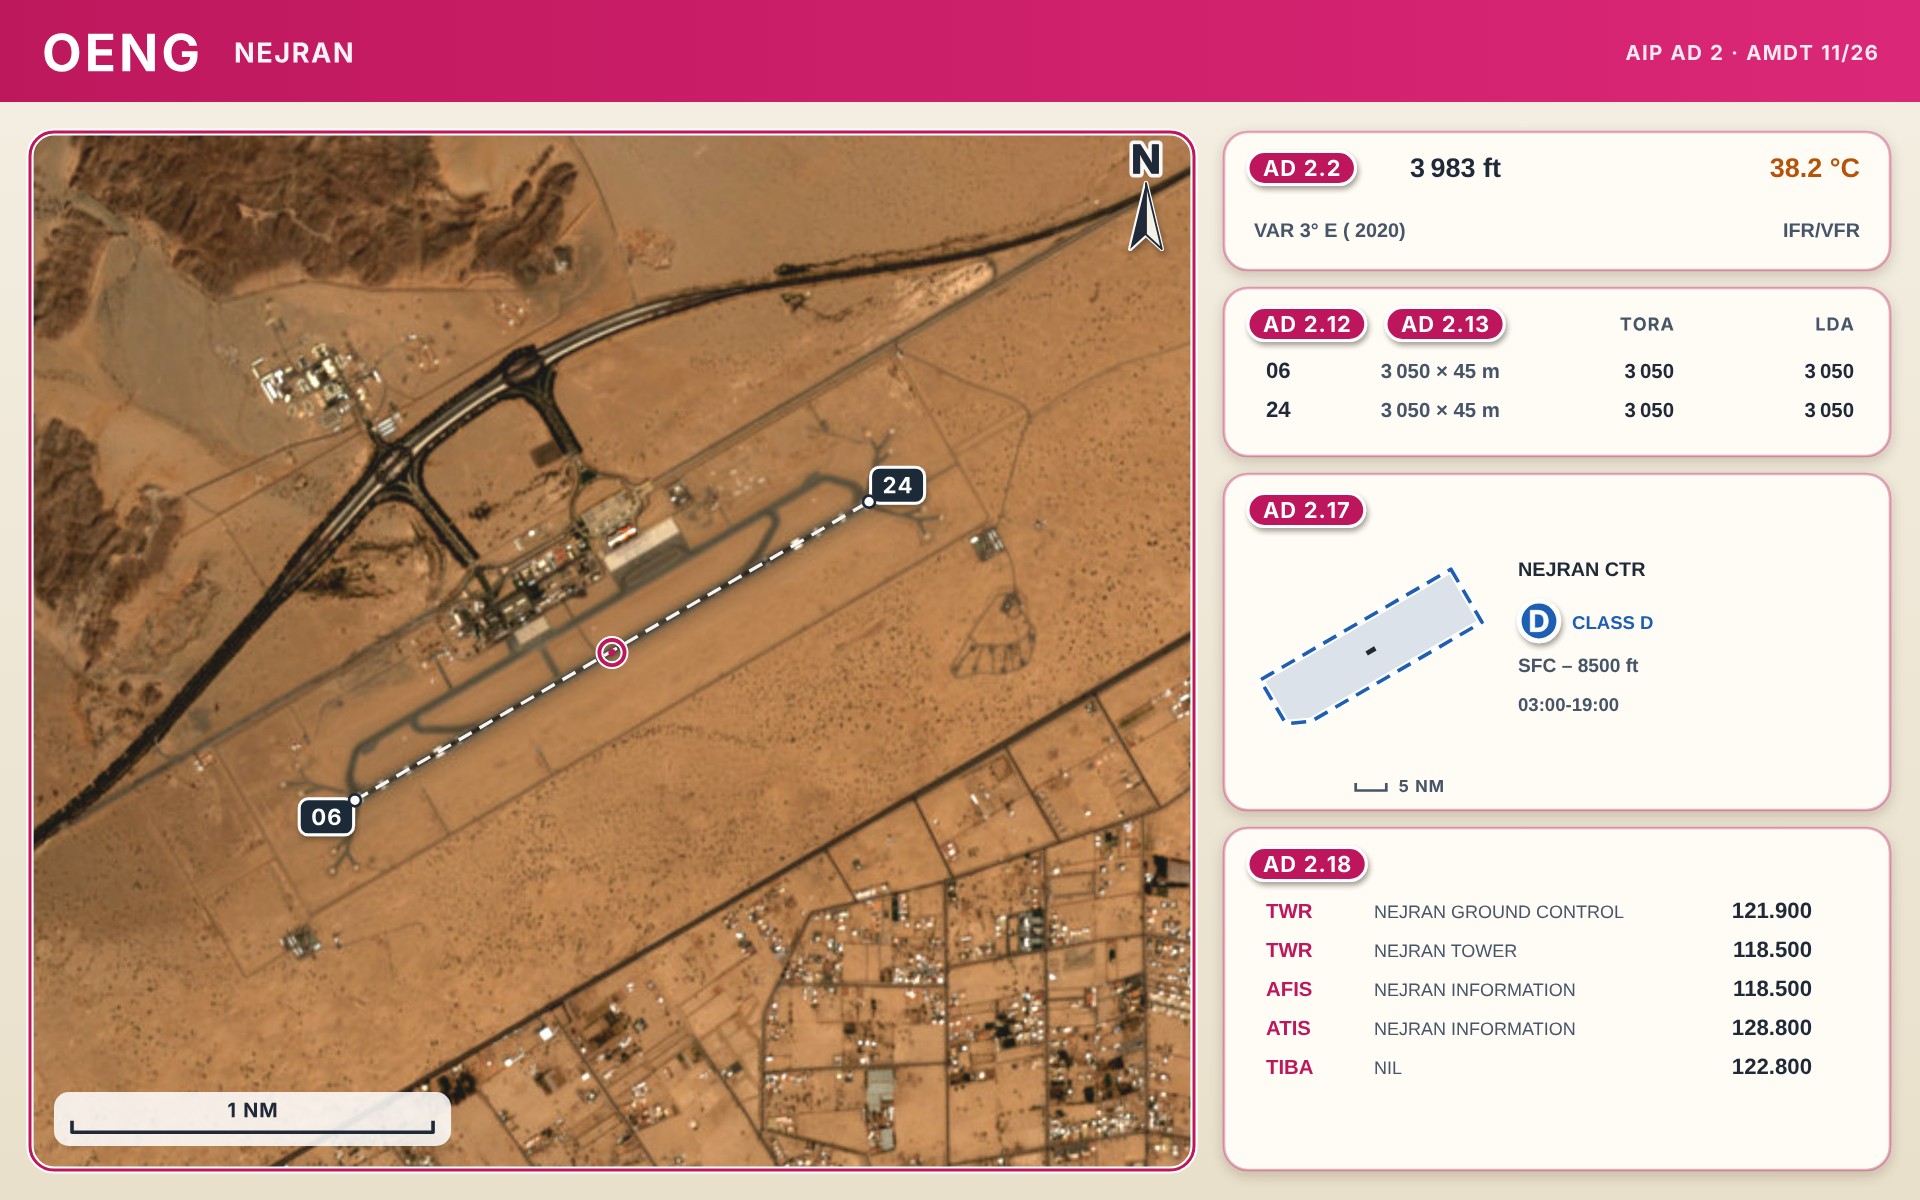 OENG NEJRAN
AIP AD 2 · AMDT 11/26
N
24
06
1 NM
AD 2.2 3 983 ft 38.2 °C
VAR 3° E ( 2020) IFR/VFR
AD 2.12 AD 2.13 TORA LDA
06 3 050 × 45 m 3 050 3 050
24 3 050 × 45 m 3 050 3 050
AD 2.17
NEJRAN CTR
D CLASS D
SFC – 8500 ft
03:00-19:00
5 NM
AD 2.18
TWR NEJRAN GROUND CONTROL 121.900
TWR NEJRAN TOWER 118.500
AFIS NEJRAN INFORMATION 118.500
ATIS NEJRAN INFORMATION 128.800
TIBA NIL 122.800